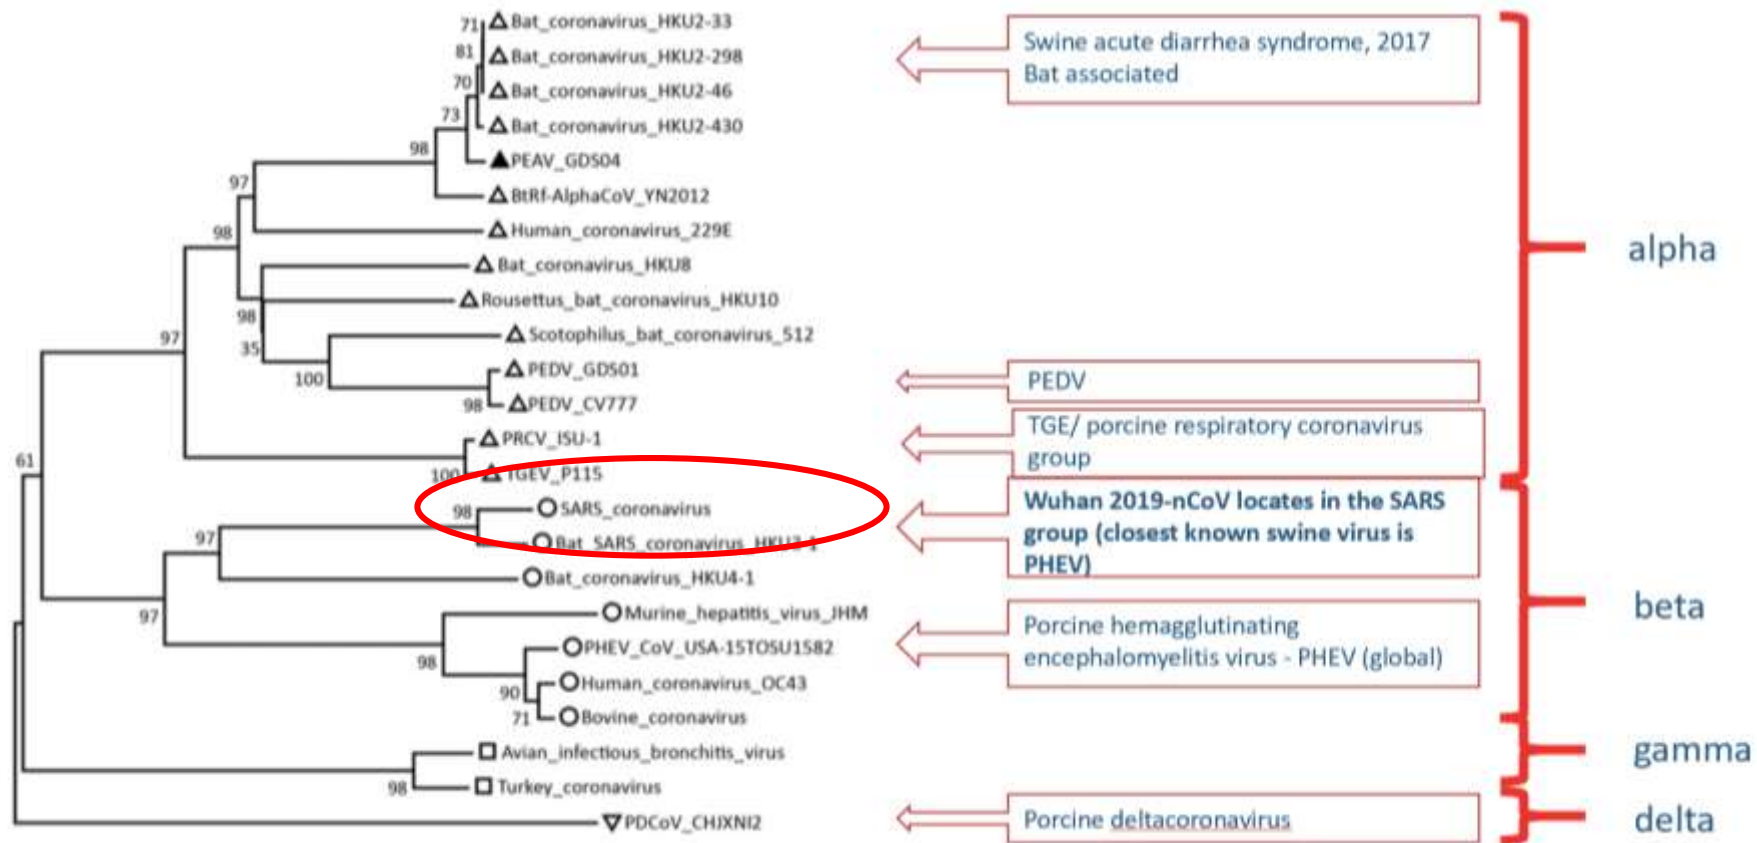 71
Bat_coronavirus_HKU2-33
81
Bat_coronavirus_HKU2-298
70
Bat_coronavirus_HKU2-46
73
Bat_coronavirus_HKU2-430
98
PEAV_GDS04
97
BtRf-AlphaCoV_YN2012
98
Human_coronavirus_229E
Bat_coronavirus_HKU8
Rousettus_bat_coronavirus_HKU10
98
97
Scotophilus_bat_coronavirus_512
35
100
PEDV_GDS01
98
PEDV_CV777
PRCV_ISU-1
61
100
TGEV_P115
98
SARS_coronavirus
97
Bat_SARS_coronavirus_HKU3-1
Bat_coronavirus_HKU4-1
97
Murine_hepatitis_virus_JHM
98
PHEV_CoV_USA-15TOSU1582
90
Human_coronavirus_OC43
71
Bovine_coronavirus
Avian_infectious_bronchitis_virus
98
Turkey_coronavirus
PDCoV_CHJXNI2
Swine acute diarrhea syndrome, 2017
Bat associated
PEDV
TGE/ porcine respiratory coronavirus
group
Wuhan 2019-nCoV locates in the SARS
group (closest known swine virus is
PHEV)
Porcine hemagglutinating
encephalomyelitis virus - PHEV (global)
Porcine deltacoronavirus
alpha
beta
gamma
delta